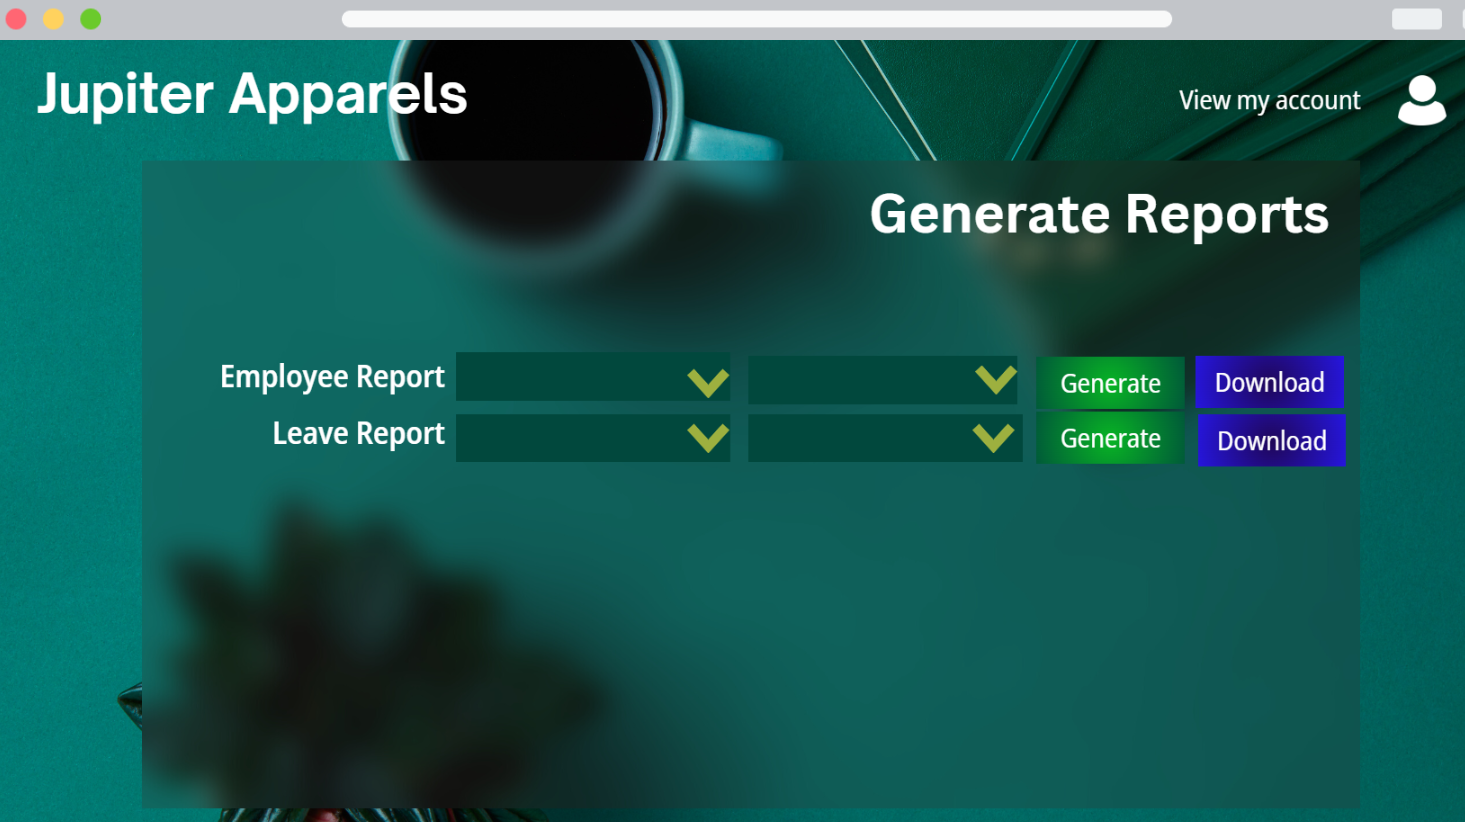 Jupiter Apparels
View my account
Generate Reports
Employee Report
Generate
Download
Leave Report
Generate
Download